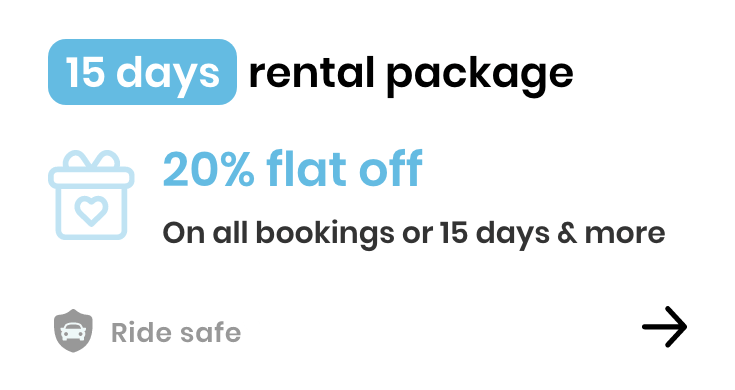 15 days rental package
20% flat off
On all bookings or 15 days & more
Ride safe